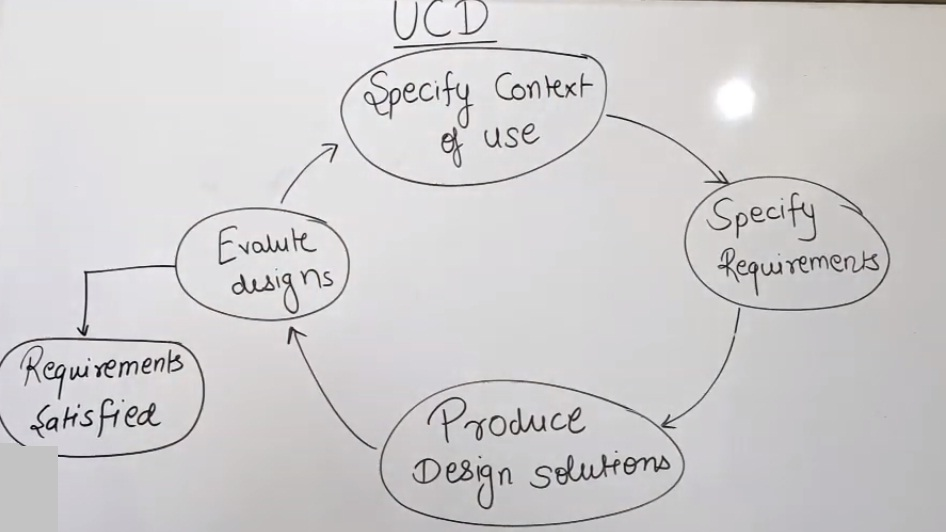 UCD
Specify Context
of use
Specify
Requirements
Evalute
designs
Requirements
Satisfied
Produce
Design solutions